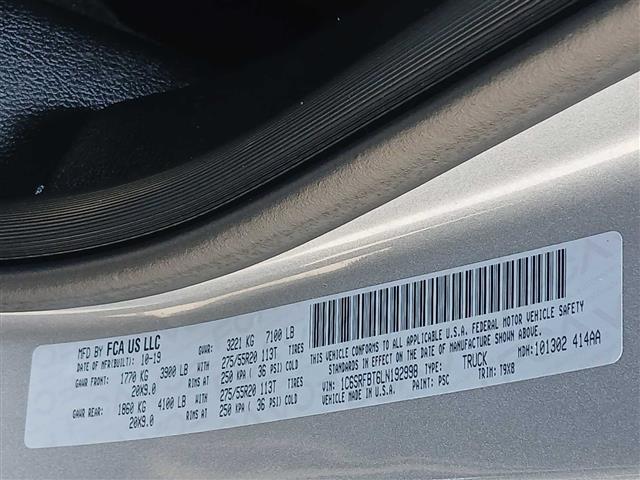 MFD BY FCA US LLC
DATE OF MFR(BUILT): 10-19 GVWR: 3221 KG 7100 LB
GAWR FRONT: 1770 KG 3900 LB WITH 275/55R20 113T TIRES
20X9.0 RIMS AT 250 KPA ( 36 PSI) COLD
GAWR REAR: 1860 KG 4100 LB WITH 275/55R20 113T TIRES
20X9.0 RIMS AT 250 KPA ( 36 PSI) COLD
THIS VEHICLE CONFORMS TO ALL APPLICABLE U.S.A. FEDERAL MOTOR VEHICLE SAFETY
STANDARDS IN EFFECT ON THE DATE OF MANUFACTURE SHOWN ABOVE.
VIN: 1C6SRFBT6LN192998 TYPE: TRUCK MDH: 101302 414AA
VEHICLE MADE IN U.S.A. PAINT: PSC TRIM: T9X8